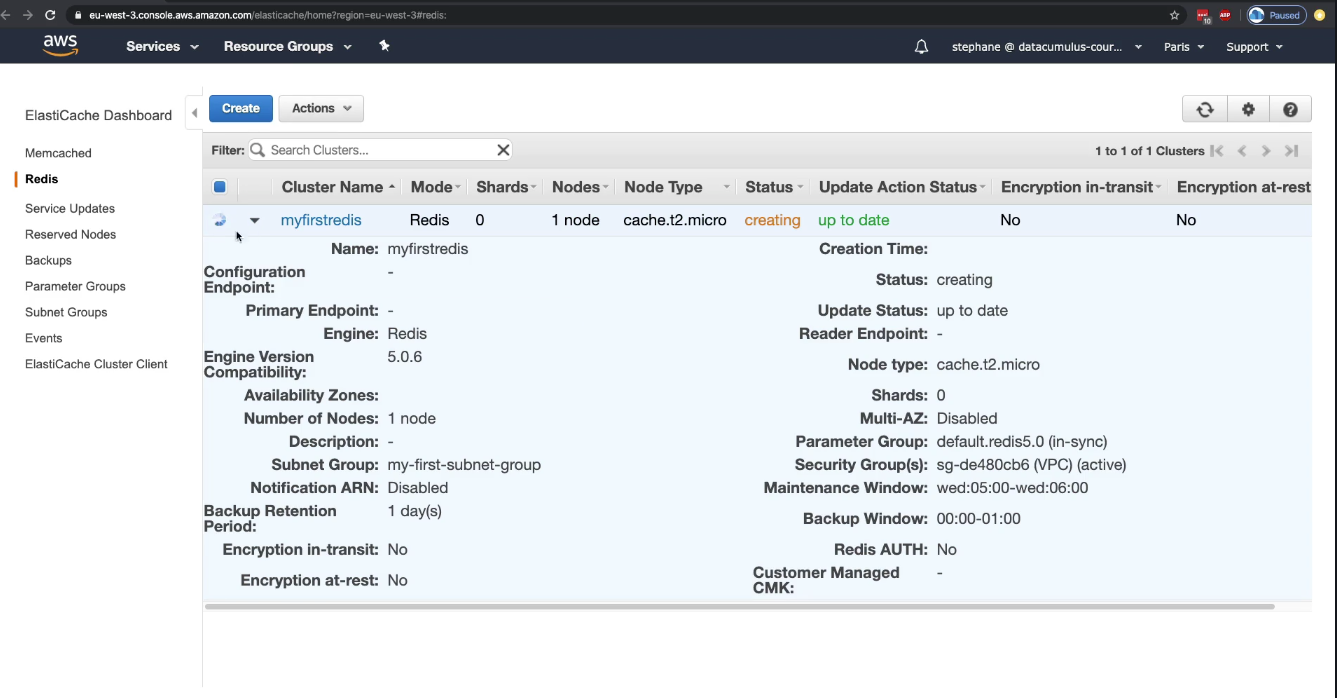 eu-west-3.console.aws.amazon.com/elasticache/home?region=eu-west-3#redis:
10
ABP
Paused
aws
Services
Resource Groups
stephane @ datacumulus-cour...
Paris
Support
ElastiCache Dashboard
Memcached
Redis
Service Updates
Reserved Nodes
Backups
Parameter Groups
Subnet Groups
Events
ElastiCache Cluster Client
Create
Actions
Filter: Search Clusters...
1 to 1 of 1 Clusters
Cluster Name Mode Shards Nodes Node Type Status Update Action Status Encryption in-transit Encryption at-rest
myfirstredis Redis 0 1 node cache.t2.micro creating up to date No No
Name: myfirstredis
Configuration
Endpoint: -
Primary Endpoint: -
Engine: Redis
Engine Version
Compatibility: 5.0.6
Availability Zones:
Number of Nodes: 1 node
Description: -
Subnet Group: my-first-subnet-group
Notification ARN: Disabled
Backup Retention
Period: 1 day(s)
Encryption in-transit: No
Encryption at-rest: No
Creation Time:
Status: creating
Update Status: up to date
Reader Endpoint: -
Node type: cache.t2.micro
Shards: 0
Multi-AZ: Disabled
Parameter Group: default.redis5.0 (in-sync)
Security Group(s): sg-de480cb6 (VPC) (active)
Maintenance Window: wed:05:00-wed:06:00
Backup Window: 00:00-01:00
Redis AUTH: No
Customer Managed
CMK: -